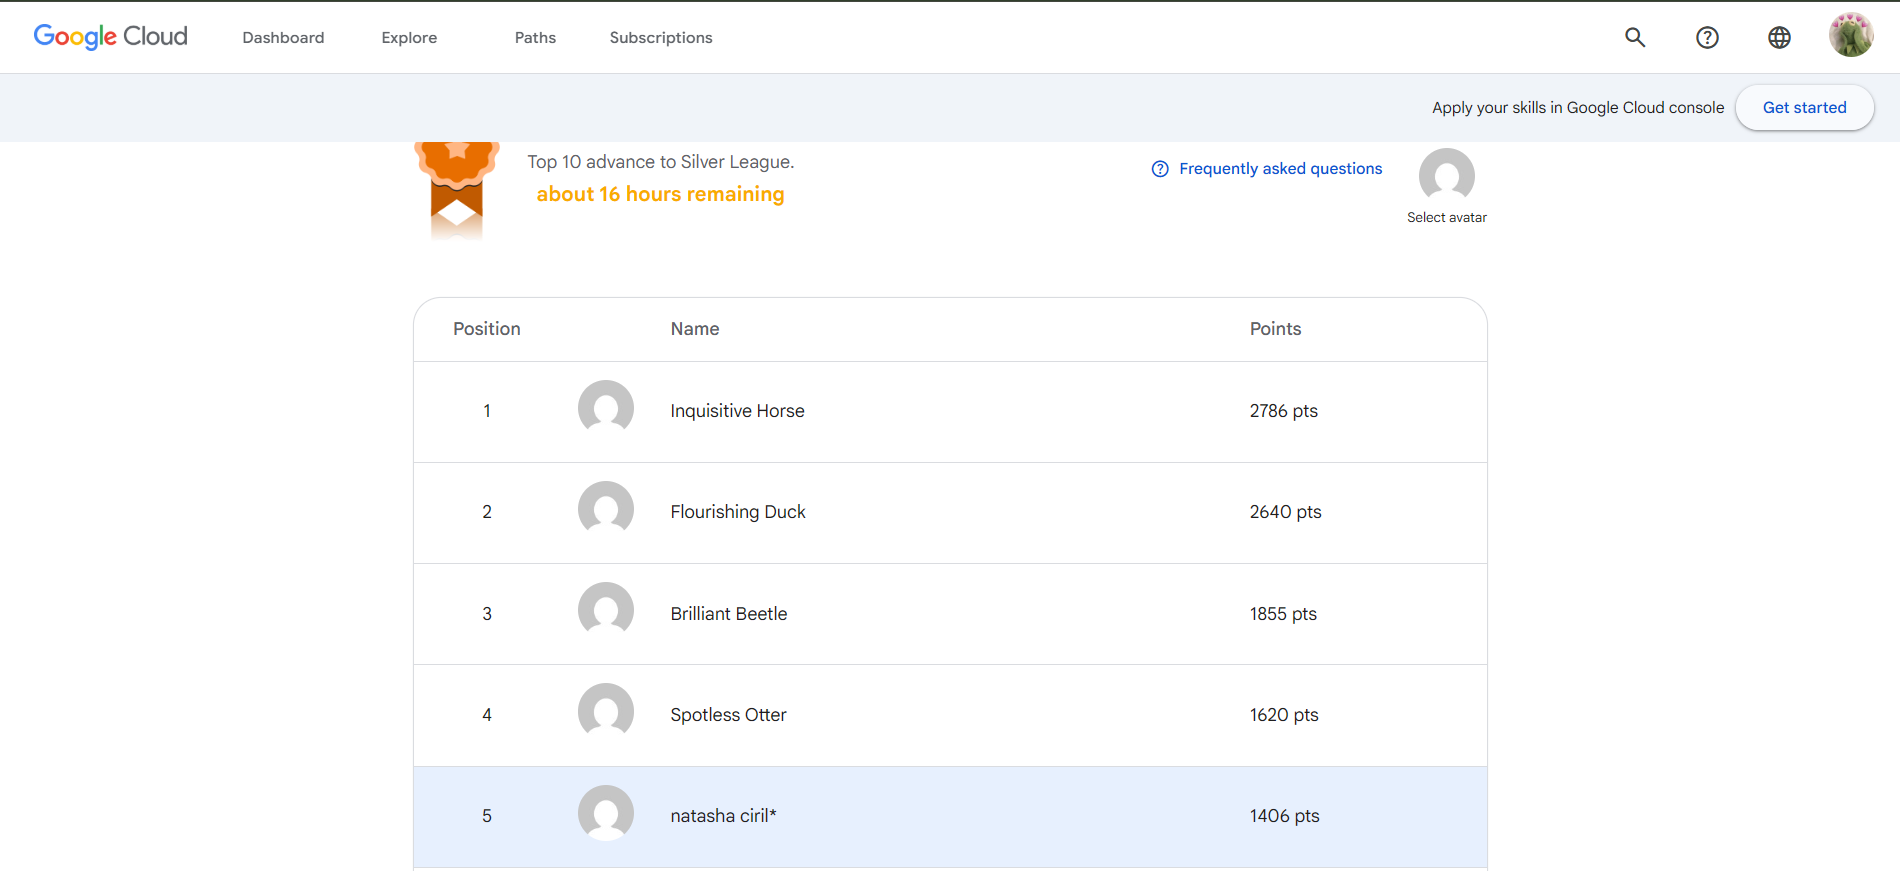 Google Cloud Dashboard Explore Paths Subscriptions
Apply your skills in Google Cloud console Get started
Top 10 advance to Silver League.
about 16 hours remaining
Frequently asked questions
Select avatar
Position Name Points
1 Inquisitive Horse 2786 pts
2 Flourishing Duck 2640 pts
3 Brilliant Beetle 1855 pts
4 Spotless Otter 1620 pts
5 natasha ciril* 1406 pts